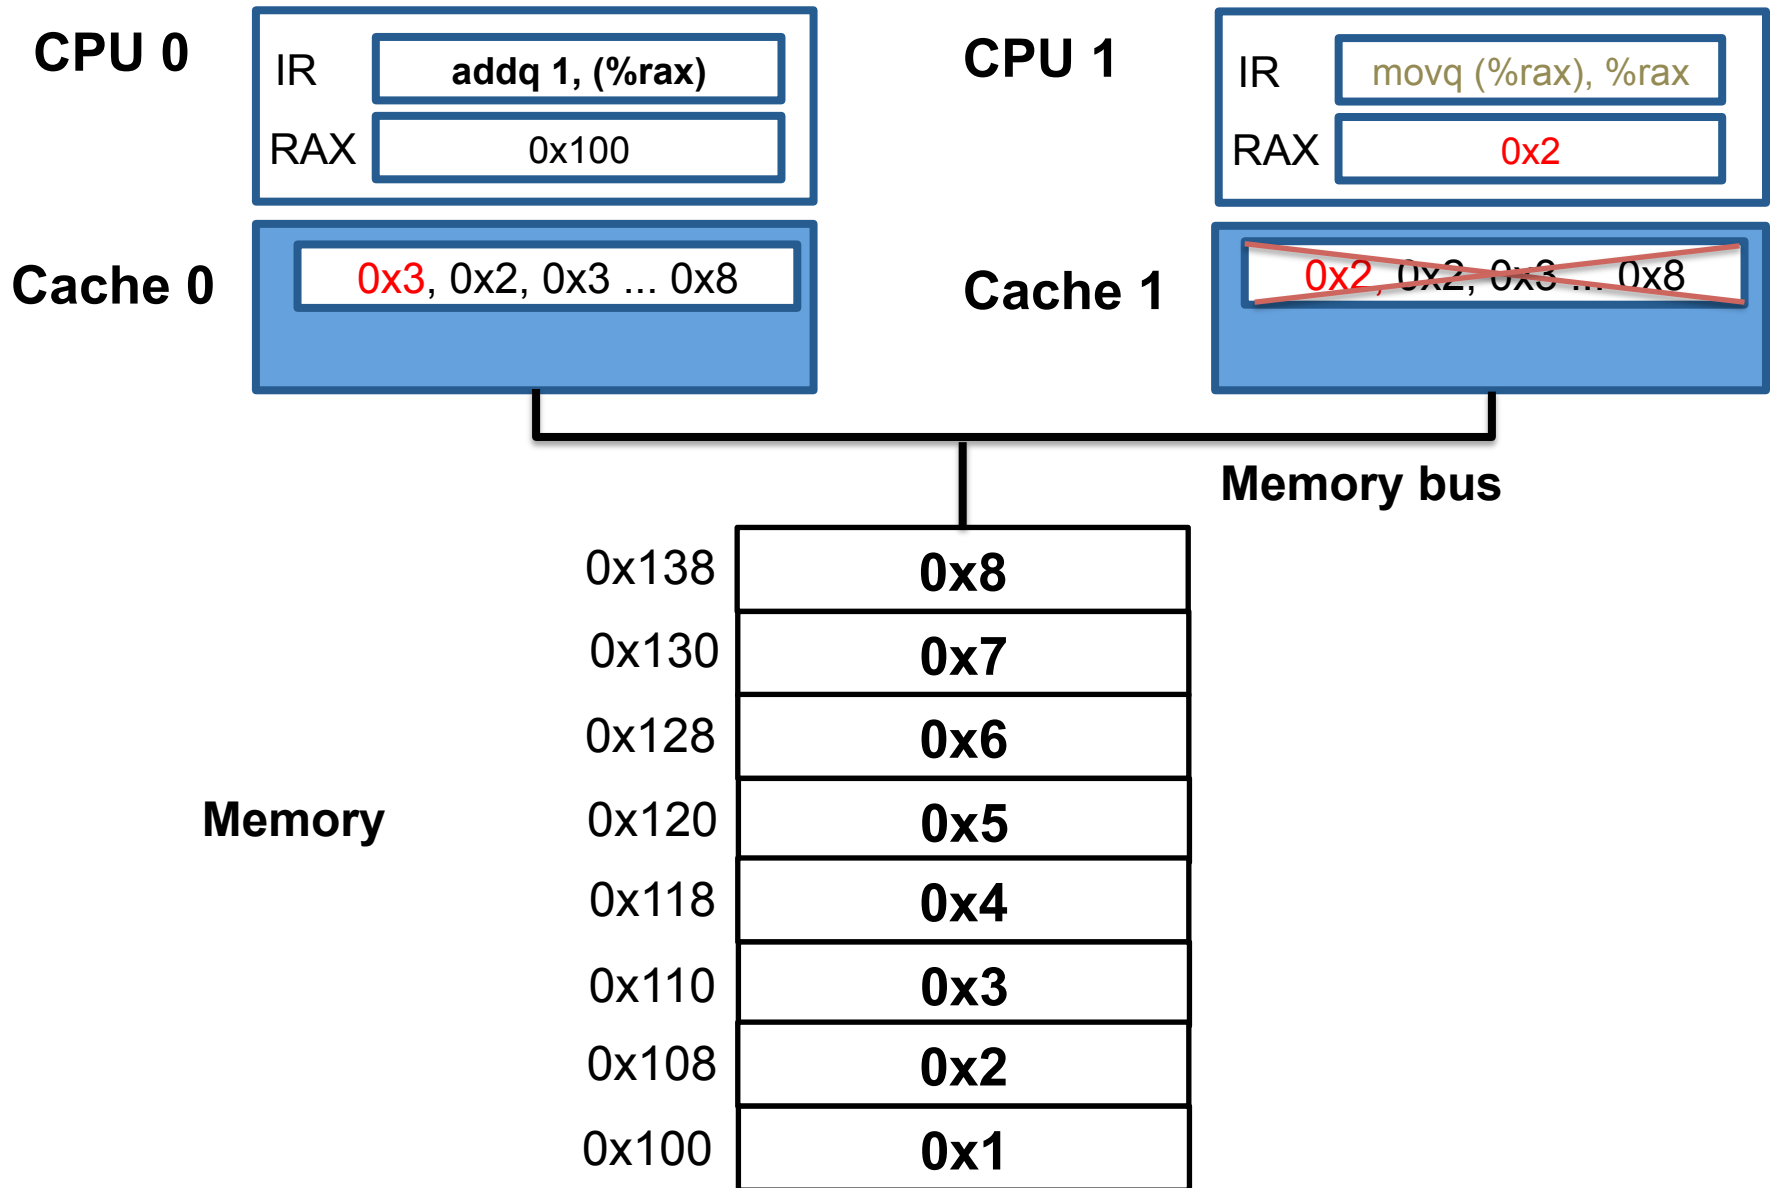 CPU 0
IR addq 1, (%rax)
RAX 0x100
CPU 1
IR movq (%rax), %rax
RAX 0x2
Cache 0
0x3, 0x2, 0x3 ... 0x8
Cache 1
0x2, 0x2, 0x3 ... 0x8
Memory bus
Memory
0x138 0x8
0x130 0x7
0x128 0x6
0x120 0x5
0x118 0x4
0x110 0x3
0x108 0x2
0x100 0x1